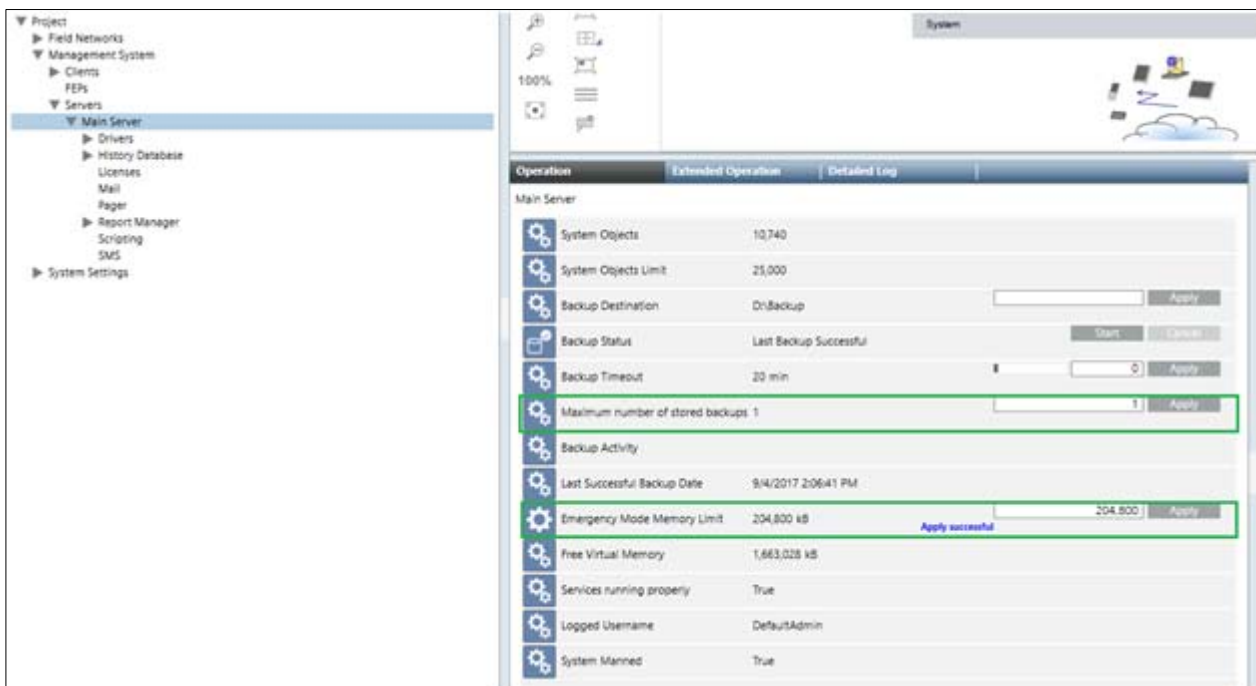 Project
Field Networks
Management System
Clients
FEPs
Servers
Main Server
Drivers
History Database
Licenses
Mail
Pager
Report Manager
Scripting
SMS
System Settings
100%
System
Operation Extended Operation Detailed Log
Main Server
System Objects 10,740
System Objects Limit 25,000
Backup Destination D:\Backup Apply
Backup Status Last Backup Successful Start Cancel
Backup Timeout 20 min 0 Apply
Maximum number of stored backups 1 1 Apply
Backup Activity
Last Successful Backup Date 9/4/2017 2:06:41 PM
Emergency Mode Memory Limit 204,800 kB 204,800 Apply
Apply successful
Free Virtual Memory 1,663,028 kB
Services running properly True
Logged Username DefaultAdmin
System Manned True